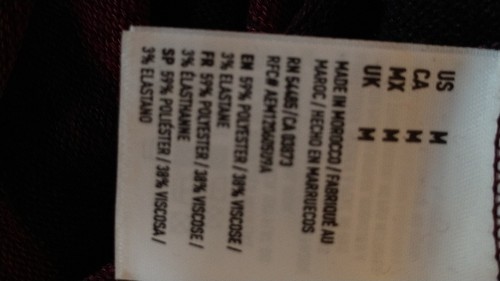 US M
CA M
MX M
UK M
MADE IN MOROCCO / FABRIQUÉ AU
MAROC / HECHO EN MARRUECOS
RN 54485 / CA 03873
RFC# AEM1206051D9A
EN 59% POLYESTER / 38% VISCOSE /
3% ELASTANE
FR 59% POLYESTER / 38% VISCOSE /
3% ÉLASTHANNE
SP 59% POLIÉSTER / 38% VISCOSA /
3% ELASTANO